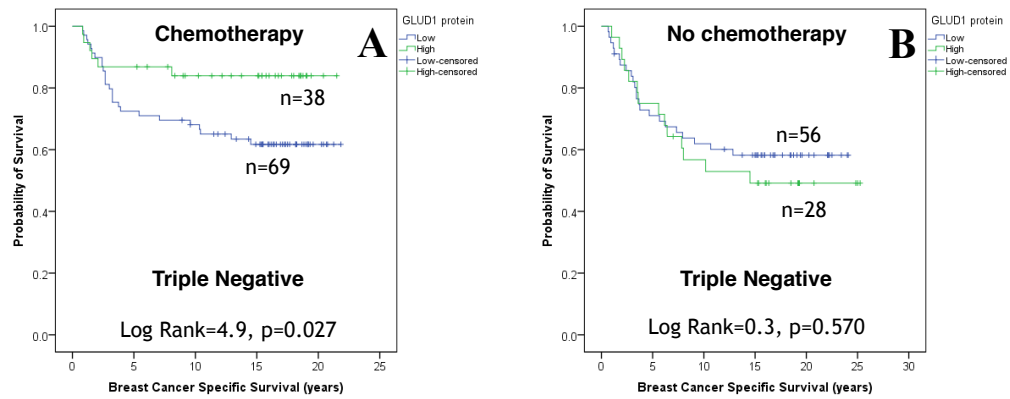 Chemotherapy
A
GLUD1 protein
Low
High
Low-censored
High-censored
1.0
0.8
0.6
0.4
0.2
0.0
Probability of Survival
n=38
n=69
Triple Negative
Log Rank=4.9, p=0.027
0 5 10 15 20 25
Breast Cancer Specific Survival (years)
No chemotherapy
B
GLUD1 protein
Low
High
Low-censored
High-censored
1.0
0.8
0.6
0.4
0.2
0.0
Probability of Survival
n=56
n=28
Triple Negative
Log Rank=0.3, p=0.570
0 5 10 15 20 25 30
Breast Cancer Specific Survival (years)